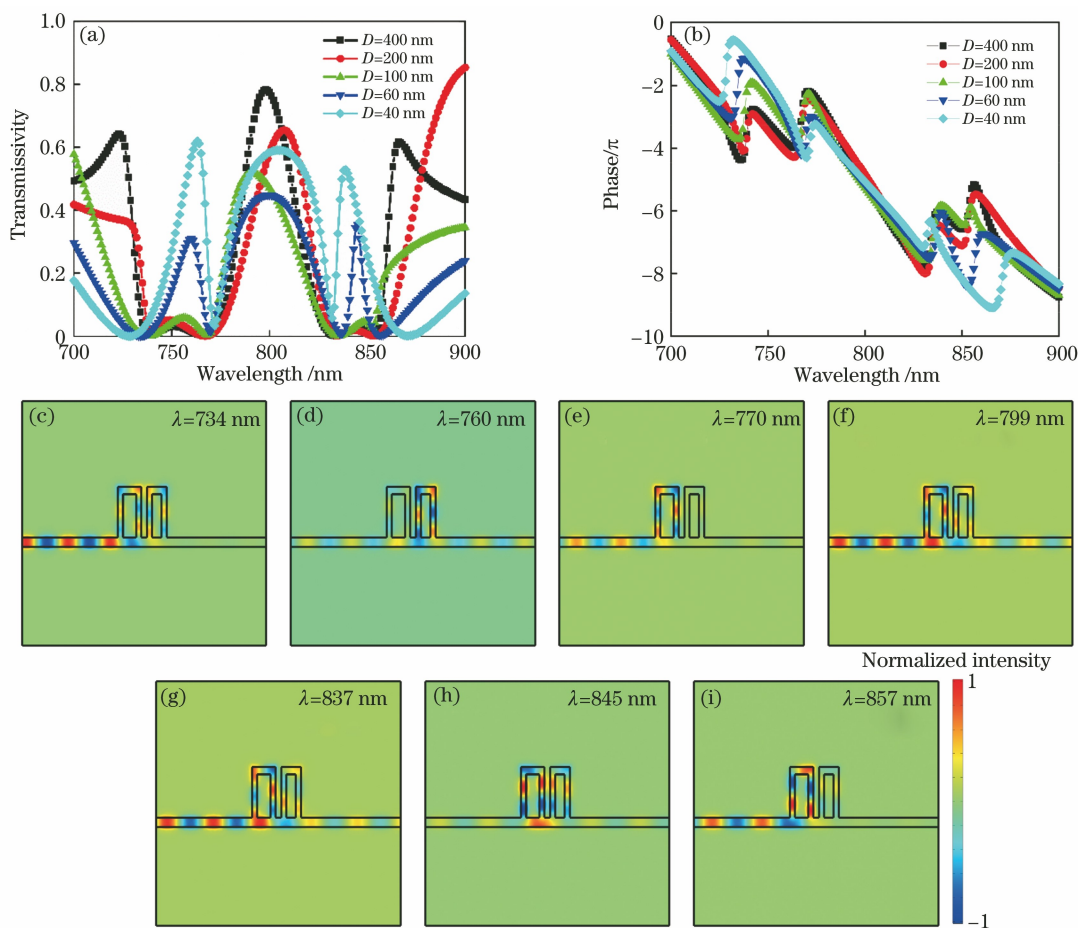 (a)
D=400 nm
D=200 nm
D=100 nm
D=60 nm
D=40 nm
1.0
0.8
0.6
0.4
0.2
0
700
750
800
850
900
Transmissivity
Wavelength /nm
(b)
D=400 nm
D=200 nm
D=100 nm
D=60 nm
D=40 nm
0
−2
−4
−6
−8
−10
700
750
800
850
900
Phase/π
Wavelength /nm
(c) λ=734 nm
(d) λ=760 nm
(e) λ=770 nm
(f) λ=799 nm
(g) λ=837 nm
(h) λ=845 nm
(i) λ=857 nm
Normalized intensity
1
−1